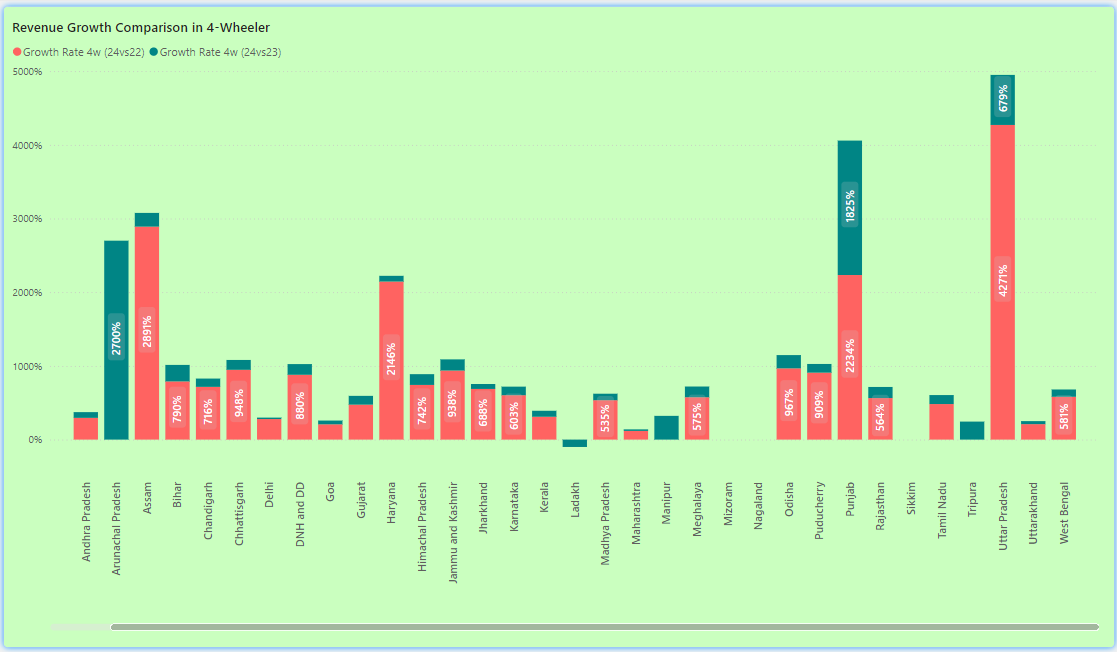 Revenue Growth Comparison in 4-Wheeler
Growth Rate 4w (24vs22) Growth Rate 4w (24vs23)
5000%
4000%
3000%
2000%
1000%
0%
2700%
2891%
790%
716%
948%
880%
2146%
742%
938%
688%
603%
535%
575%
967%
909%
1825%
2234%
564%
679%
4271%
581%
Andhra Pradesh
Arunachal Pradesh
Assam
Bihar
Chandigarh
Chhattisgarh
Delhi
DNH and DD
Goa
Gujarat
Haryana
Himachal Pradesh
Jammu and Kashmir
Jharkhand
Karnataka
Kerala
Ladakh
Madhya Pradesh
Maharashtra
Manipur
Meghalaya
Mizoram
Nagaland
Odisha
Puducherry
Punjab
Rajasthan
Sikkim
Tamil Nadu
Tripura
Uttar Pradesh
Uttarakhand
West Bengal